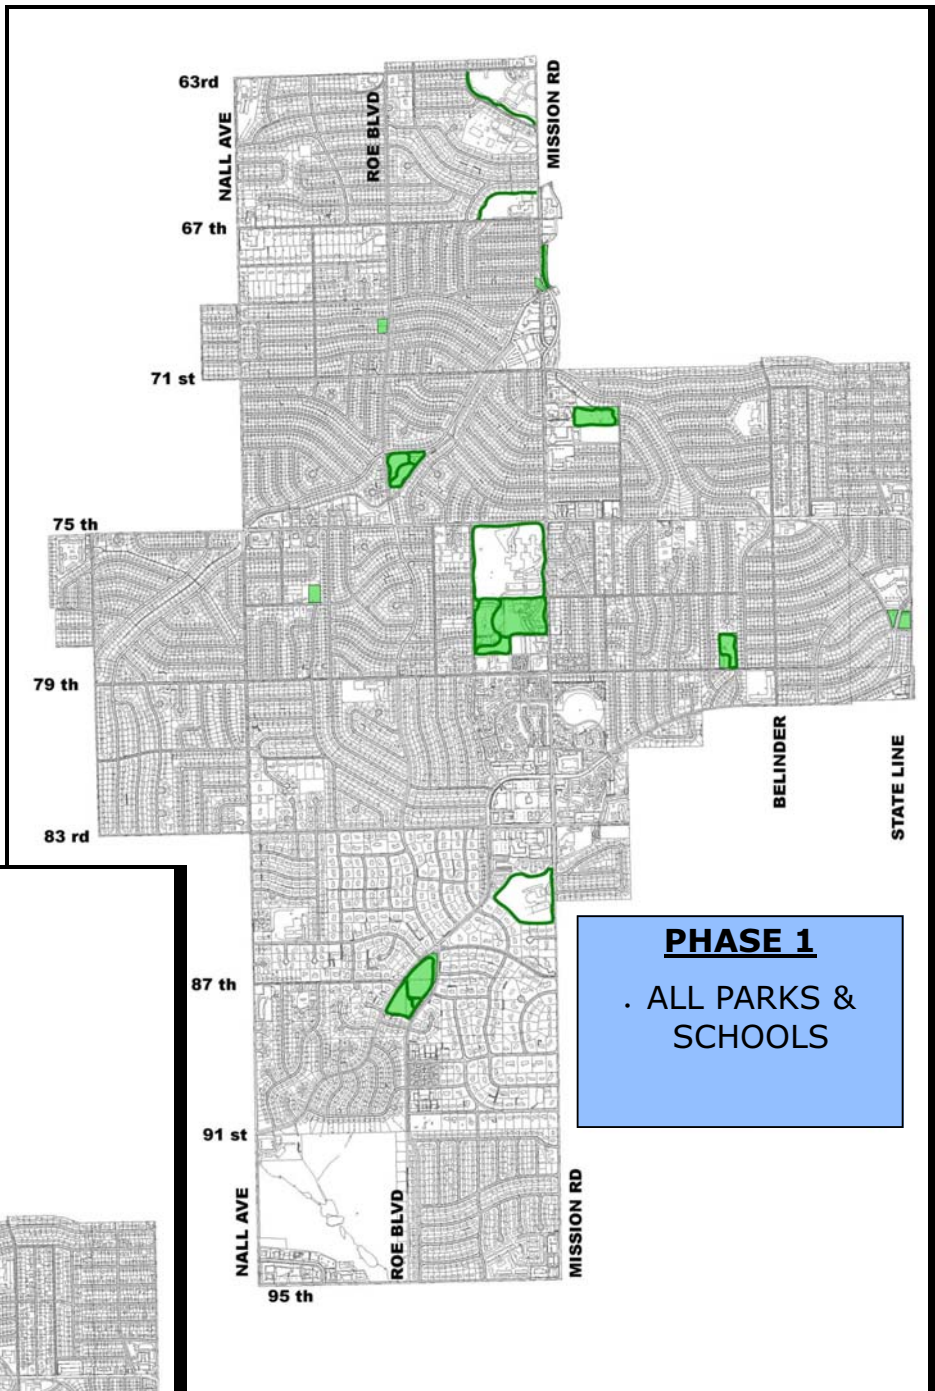 63rd
NALL AVE
ROE BLVD
MISSION RD
67 th
71 st
75 th
79 th
BELINDER
STATE LINE
83 rd
PHASE 1
. ALL PARKS &
SCHOOLS
87 th
91 st
NALL AVE
ROE BLVD
MISSION RD
95 th